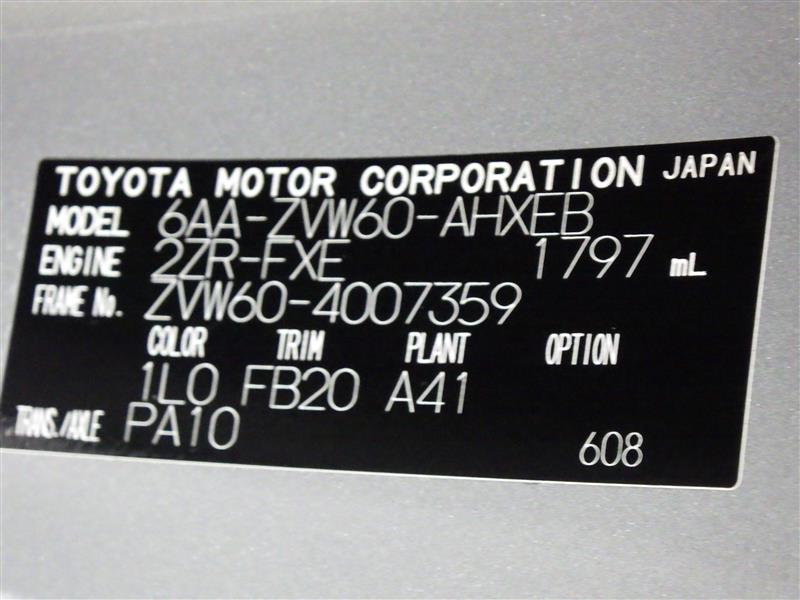 TOYOTA MOTOR CORPORATION JAPAN
MODEL 6AA-ZVW60-AHXEB
ENGINE 2ZR-FXE 1797 mL
FRAME No. ZVW60-4007359
COLOR TRIM PLANT OPTION
1L0 FB20 A41
TRANS./AXLE PA10
608